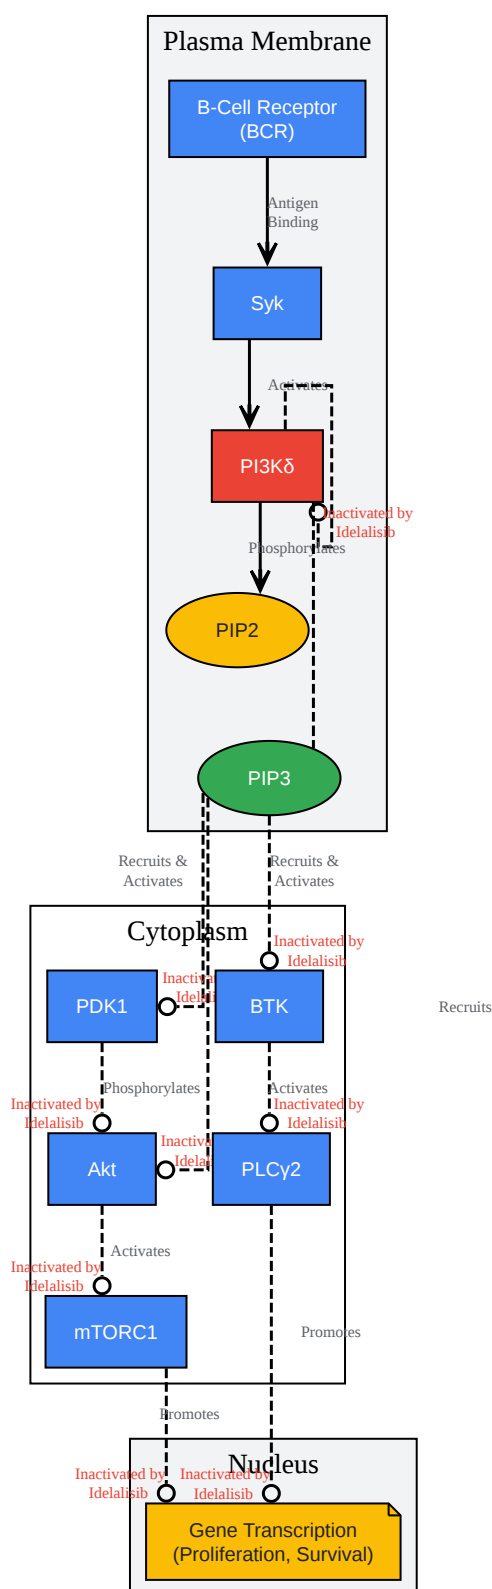 Plasma Membrane
B-Cell Receptor
(BCR)
Antigen
Binding
Syk
Activates
PI3Kδ
Inactivated by
Idelalisib
Phosphorylates
PIP2
PIP3
Recruits &
Activates
Recruits &
Activates
Cytoplasm
Inactivated by
Idelalisib
PDK1
BTK
Recruits
Phosphorylates
Activates
Inactivated by
Idelalisib
Inactivated by
Idelalisib
Akt
PLCγ2
Activates
Inactivated by
Idelalisib
mTORC1
Promotes
Promotes
Nucleus
Inactivated by
Idelalisib
Inactivated by
Idelalisib
Gene Transcription
(Proliferation, Survival)